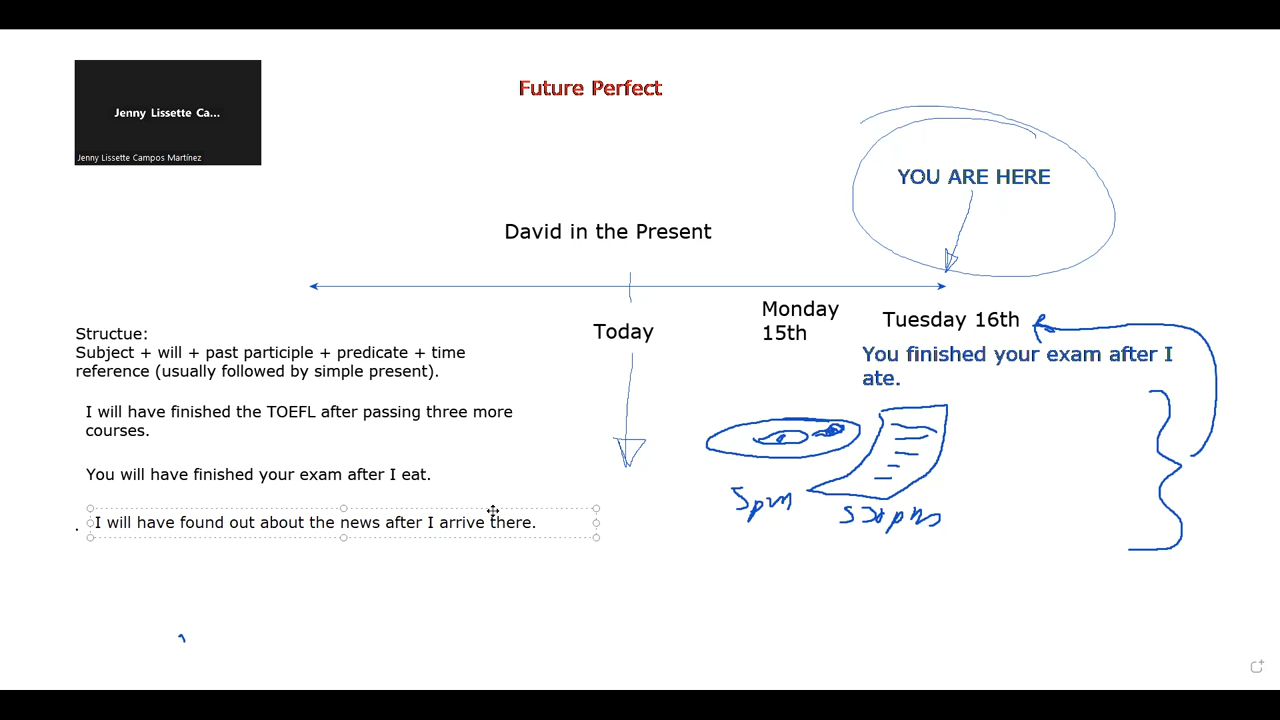 Future Perfect
Jenny Lissette Ca...
Jenny Lissette Campos Martínez
YOU ARE HERE
David in the Present
Monday
15th
Tuesday 16th
Today
You finished your exam after I
ate.
Structue:
Subject + will + past participle + predicate + time
reference (usually followed by simple present).
I will have finished the TOEFL after passing three more
courses.
You will have finished your exam after I eat.
5pm
530pm
. I will have found out about the news after I arrive there.